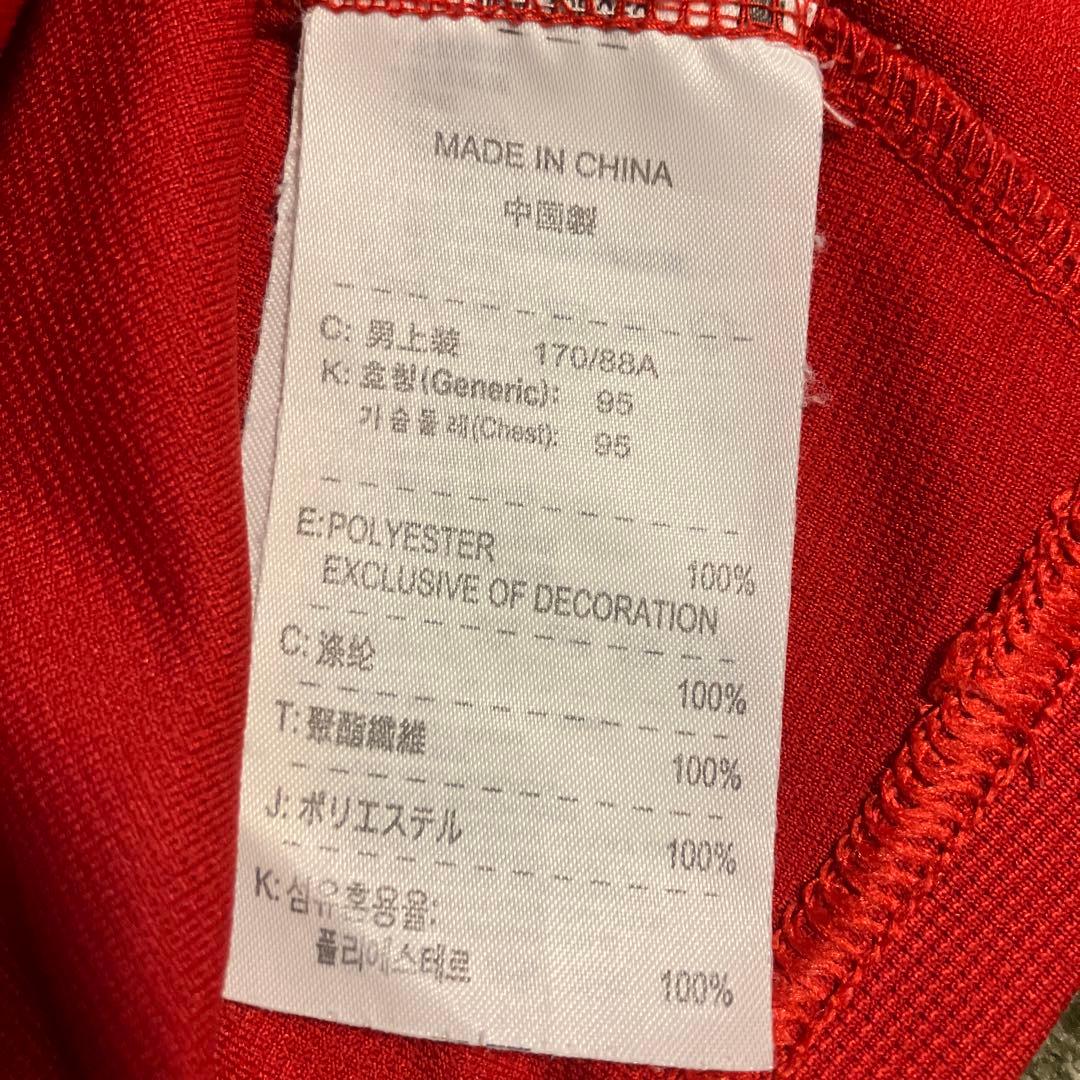 MADE IN CHINA
中国製
C: 男上装 170/88A
K: 호칭(Generic): 95
가슴둘레(Chest): 95
E:POLYESTER 100%
EXCLUSIVE OF DECORATION
C: 涤纶 100%
T: 聚酯纖維 100%
J: ポリエステル 100%
K: 섬유혼용율:
폴리에스테르 100%